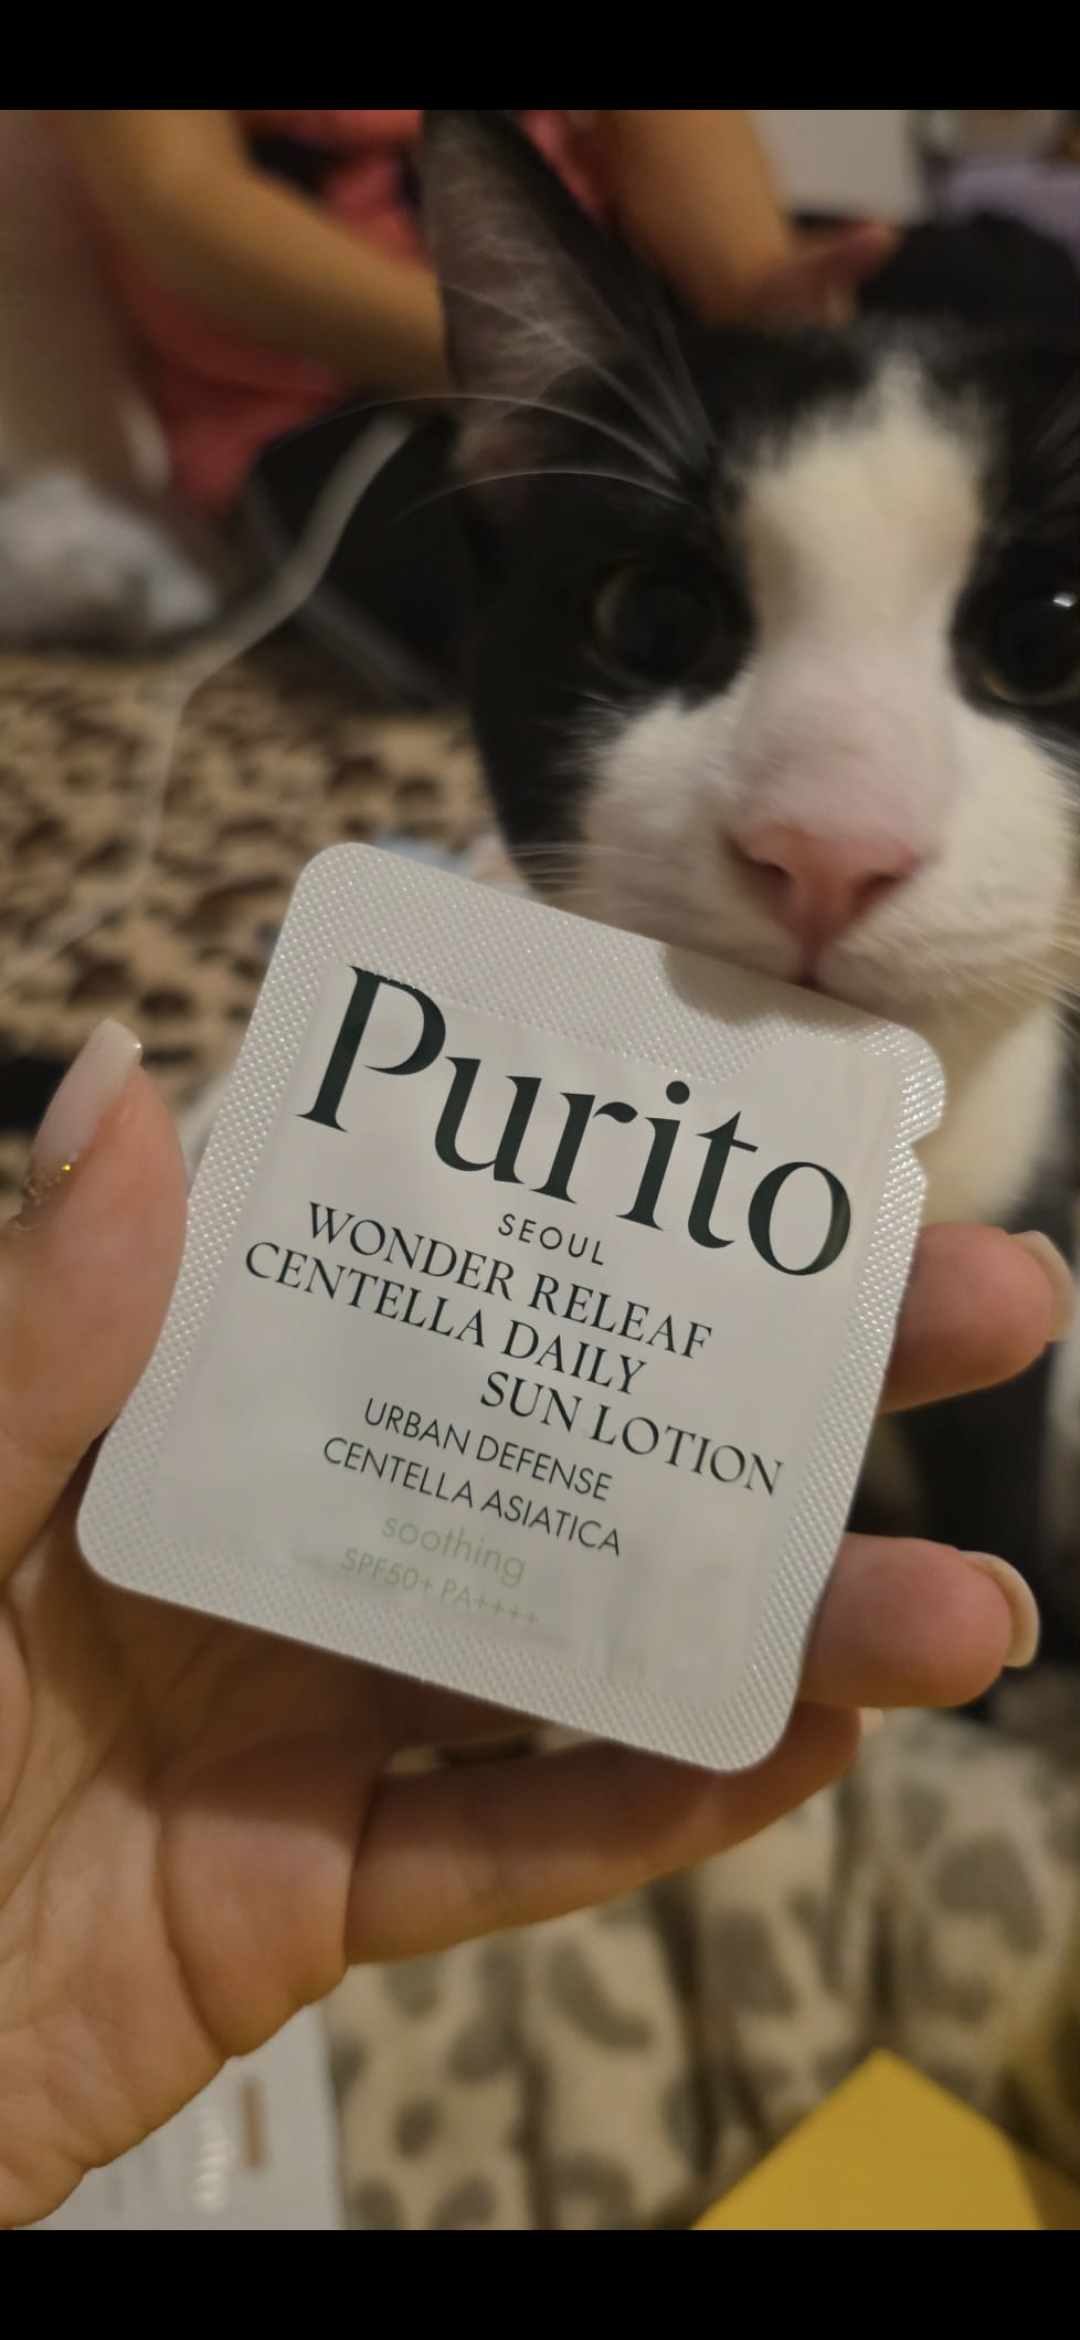 Purito
SEOUL
WONDER RELEAF
CENTELLA DAILY
SUN LOTION
URBAN DEFENSE
CENTELLA ASIATICA
soothing
SPF50+ PA++++